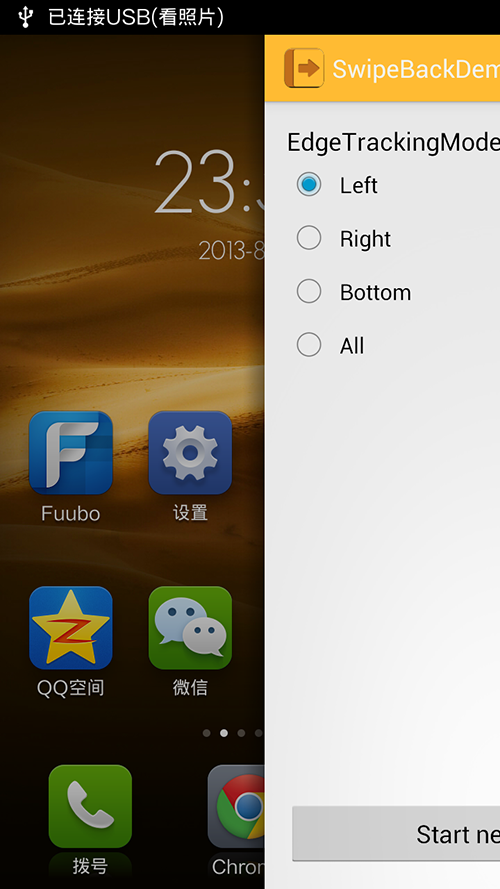 已连接USB(看照片)
SwipeBackDem
23:
2013-8
EdgeTrackingMode
Left
Right
Bottom
All
Fuubo
设置
QQ空间
微信
拨号
Chrom
Start ne